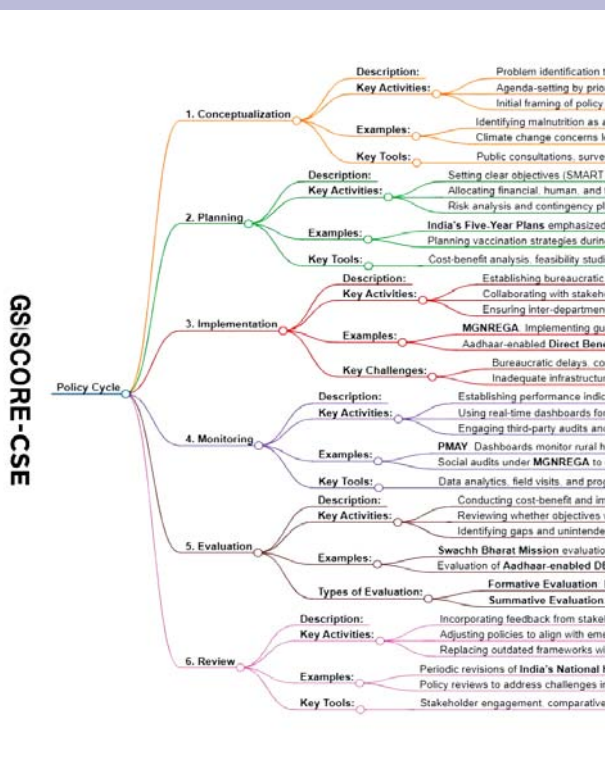 GS|SCORE-CSE
Policy Cycle
1. Conceptualization
Description:
Problem identification t
Key Activities:
Agenda-setting by prio
Initial framing of policy
Examples:
Identifying malnutrition as a
Climate change concerns l
Key Tools:
Public consultations, surve
2. Planning
Description:
Setting clear objectives (SMART
Key Activities:
Allocating financial, human, and
Risk analysis and contingency pl
Examples:
India's Five-Year Plans emphasized
Planning vaccination strategies durin
Key Tools:
Cost-benefit analysis, feasibility studi
3. Implementation
Description:
Establishing bureaucratic
Key Activities:
Collaborating with stakeh
Ensuring inter-departmen
Examples:
MGNREGA: Implementing gu
Aadhaar-enabled Direct Bene
Key Challenges:
Bureaucratic delays, co
Inadequate infrastructur
4. Monitoring
Description:
Establishing performance indic
Key Activities:
Using real-time dashboards for
Engaging third-party audits and
Examples:
PMAY: Dashboards monitor rural h
Social audits under MGNREGA to
Key Tools:
Data analytics, field visits, and prog
5. Evaluation
Description:
Conducting cost-benefit and im
Key Activities:
Reviewing whether objectives
Identifying gaps and unintende
Examples:
Swachh Bharat Mission evaluatio
Evaluation of Aadhaar-enabled DB
Types of Evaluation:
Formative Evaluation:
Summative Evaluation
6. Review
Description:
Incorporating feedback from stakel
Key Activities:
Adjusting policies to align with eme
Replacing outdated frameworks wi
Examples:
Periodic revisions of India's National
Policy reviews to address challenges i
Key Tools:
Stakeholder engagement, comparative